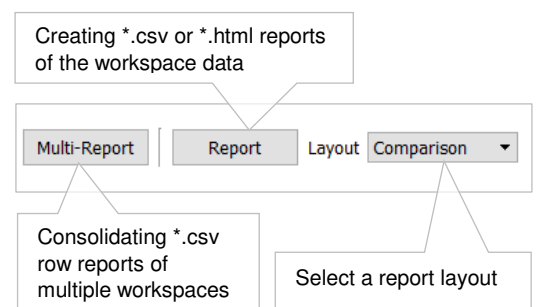 Creating *.csv or *.html reports
of the workspace data
Multi-Report Report Layout Comparison
Consolidating *.csv
row reports of
multiple workspaces
Select a report layout